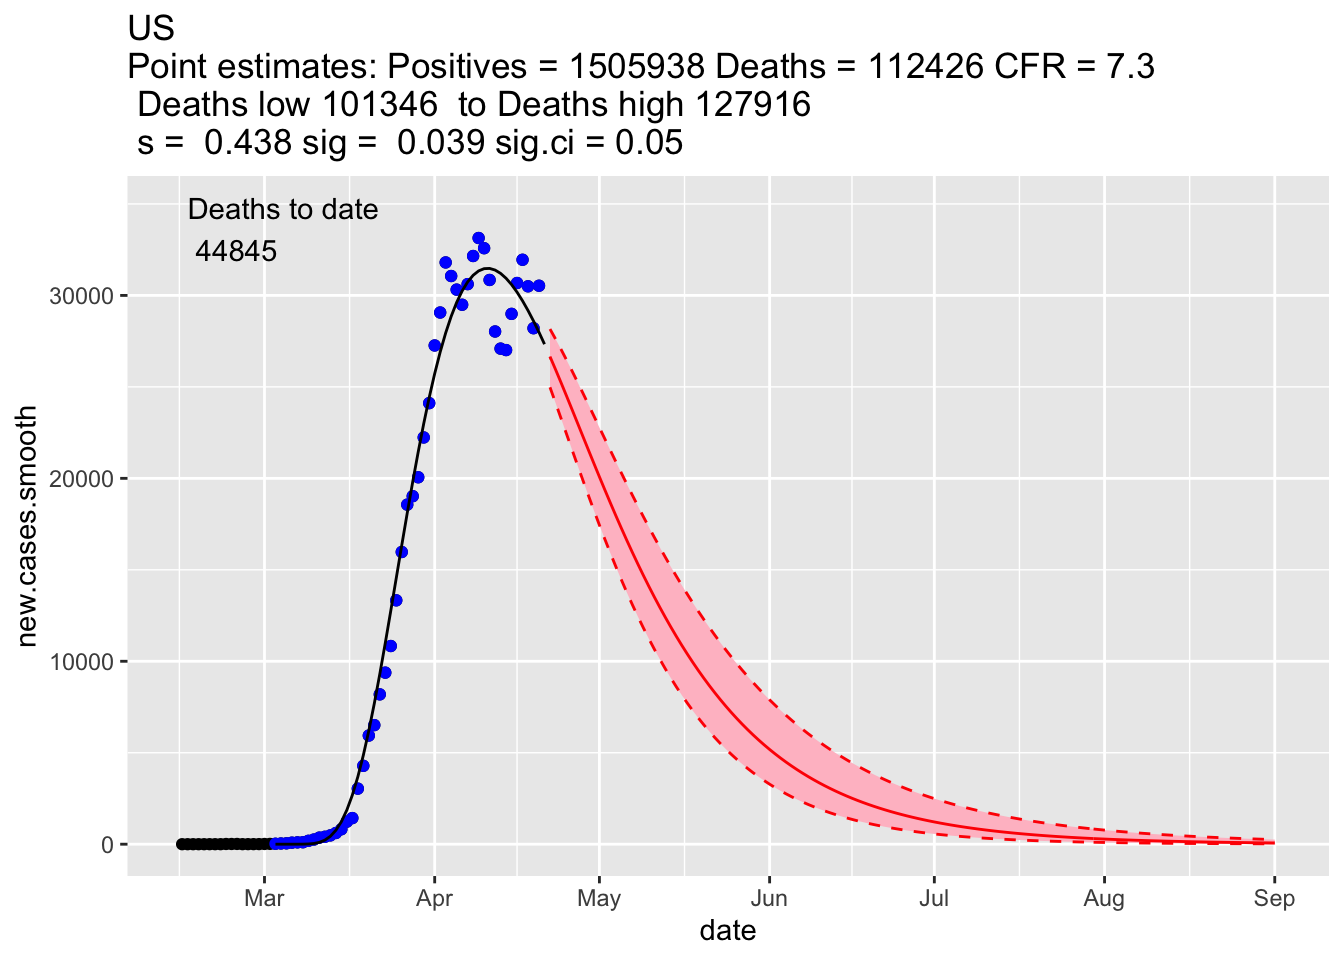 US
Point estimates: Positives = 1505938 Deaths = 112426 CFR = 7.3
Deaths low 101346  to Deaths high 127916
s =  0.438 sig =  0.039 sig.ci = 0.05
Deaths to date
44845
30000
20000
10000
0
new.cases.smooth
Mar Apr May Jun Jul Aug Sep
date